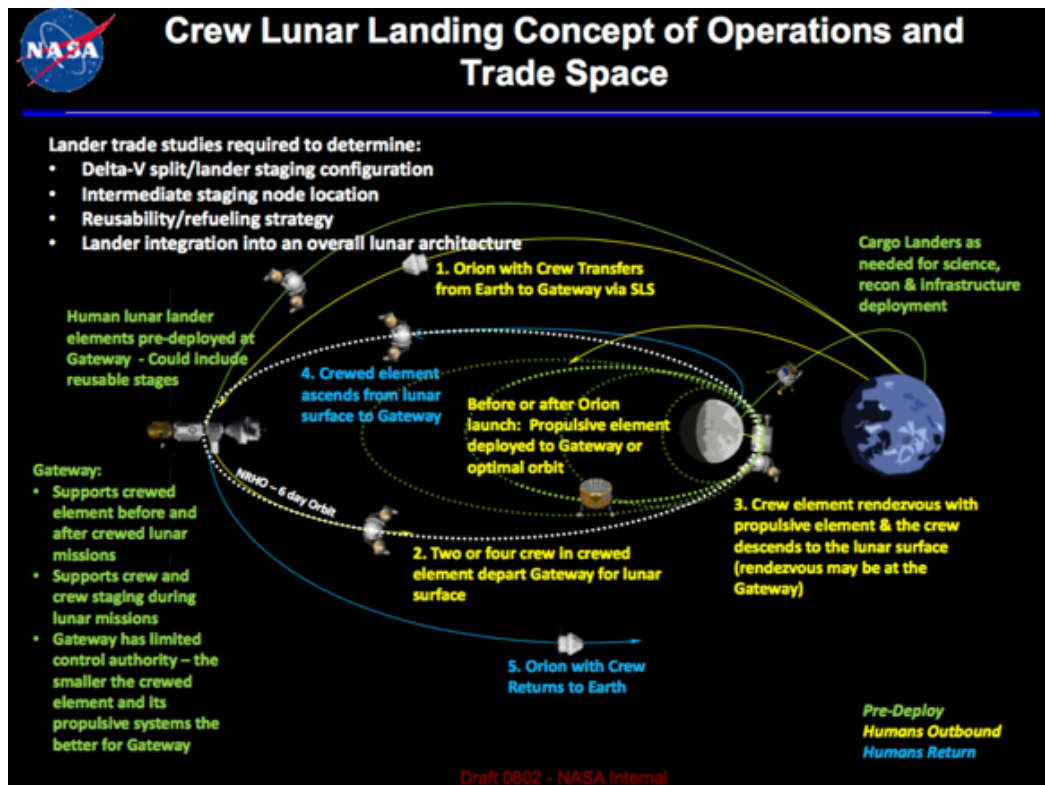 NASA
Crew Lunar Landing Concept of Operations and
Trade Space
Lander trade studies required to determine:
• Delta-V split/lander staging configuration
• Intermediate staging node location
• Reusability/refueling strategy
• Lander integration into an overall lunar architecture
1. Orion with Crew Transfers
from Earth to Gateway via SLS
Cargo Landers as
needed for science,
recon & infrastructure
deployment
Human lunar lander
elements pre-deployed at
Gateway - Could include
reusable stages
4. Crewed element
ascends from lunar
surface to Gateway
Before or after Orion
launch: Propulsive element
deployed to Gateway or
optimal orbit
NRHO – 6 day Orbit
Gateway:
• Supports crewed
element before and
after crewed lunar
missions
• Supports crew and
crew staging during
lunar missions
• Gateway has limited
control authority – the
smaller the crewed
element and its
propulsive systems the
better for Gateway
2. Two or four crew in crewed
element depart Gateway for lunar
surface
3. Crew element rendezvous with
propulsive element & the crew
descends to the lunar surface
(rendezvous may be at the
Gateway)
5. Orion with Crew
Returns to Earth
Pre-Deploy
Humans Outbound
Humans Return
Draft 0802 - NASA Internal